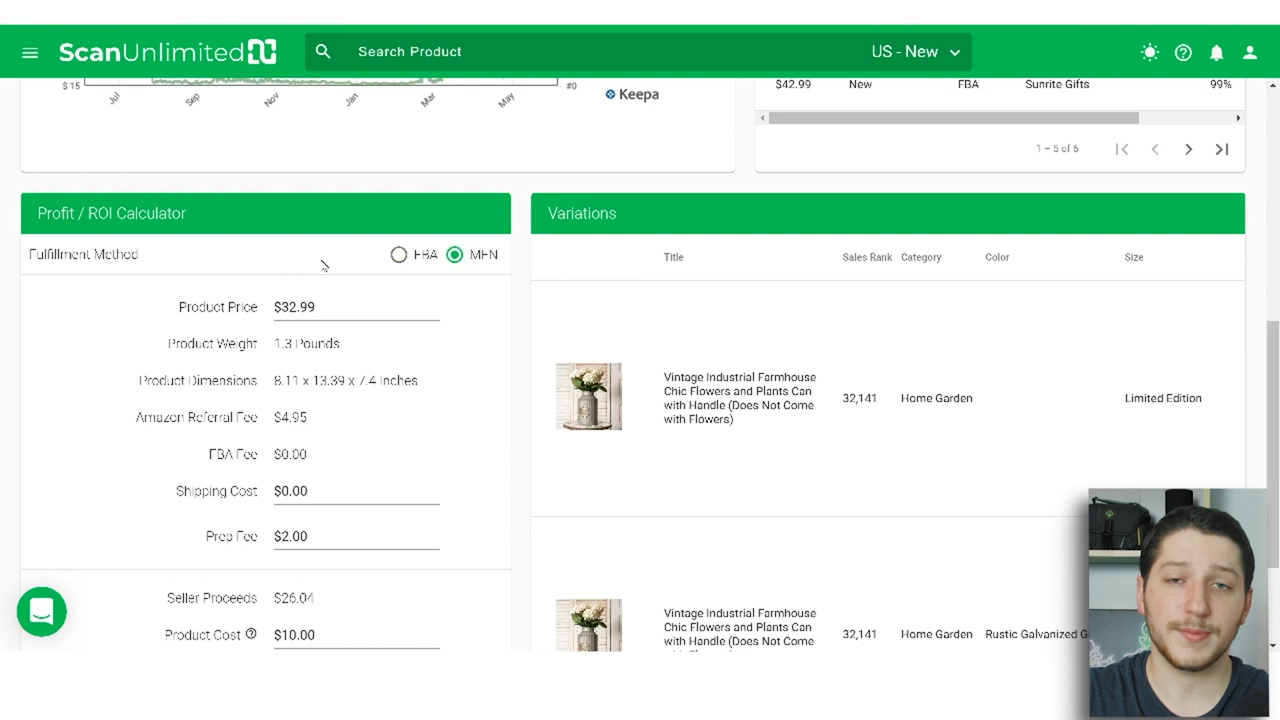 ScanUnlimited
Search Product
US - New
$ 15
Jul
Sep
Nov
Jan
Mar
May
#0
Keepa
$42.99 New FBA Sunrite Gifts 99%
1 – 5 of 6
Profit / ROI Calculator
Fulfillment Method
FBA
MFN
Product Price $32.99
Product Weight 1.3 Pounds
Product Dimensions 8.11 x 13.39 x 7.4 Inches
Amazon Referral Fee $4.95
FBA Fee $0.00
Shipping Cost $0.00
Prep Fee $2.00
Seller Proceeds $26.04
Product Cost $10.00
Variations
Title Sales Rank Category Color Size
Vintage Industrial Farmhouse
Chic Flowers and Plants Can
with Handle (Does Not Come
with Flowers)
32,141 Home Garden Limited Edition
Vintage Industrial Farmhouse
Chic Flowers and Plants Can
with Handle (Does Not Come
32,141 Home Garden Rustic Galvanized